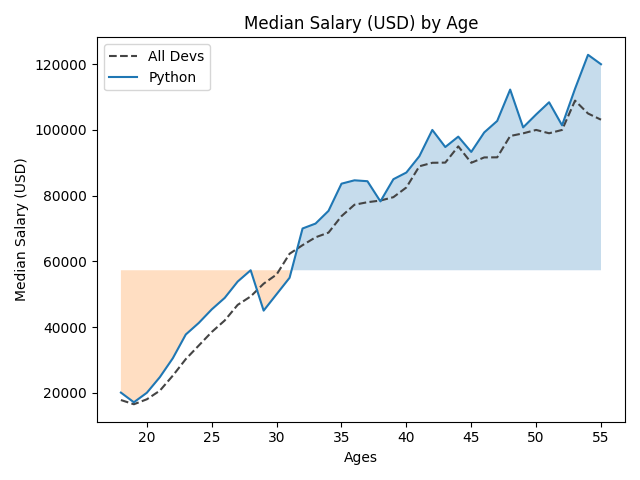 Median Salary (USD) by Age
All Devs
Python
120000
100000
80000
60000
40000
20000
Median Salary (USD)
20 25 30 35 40 45 50 55
Ages